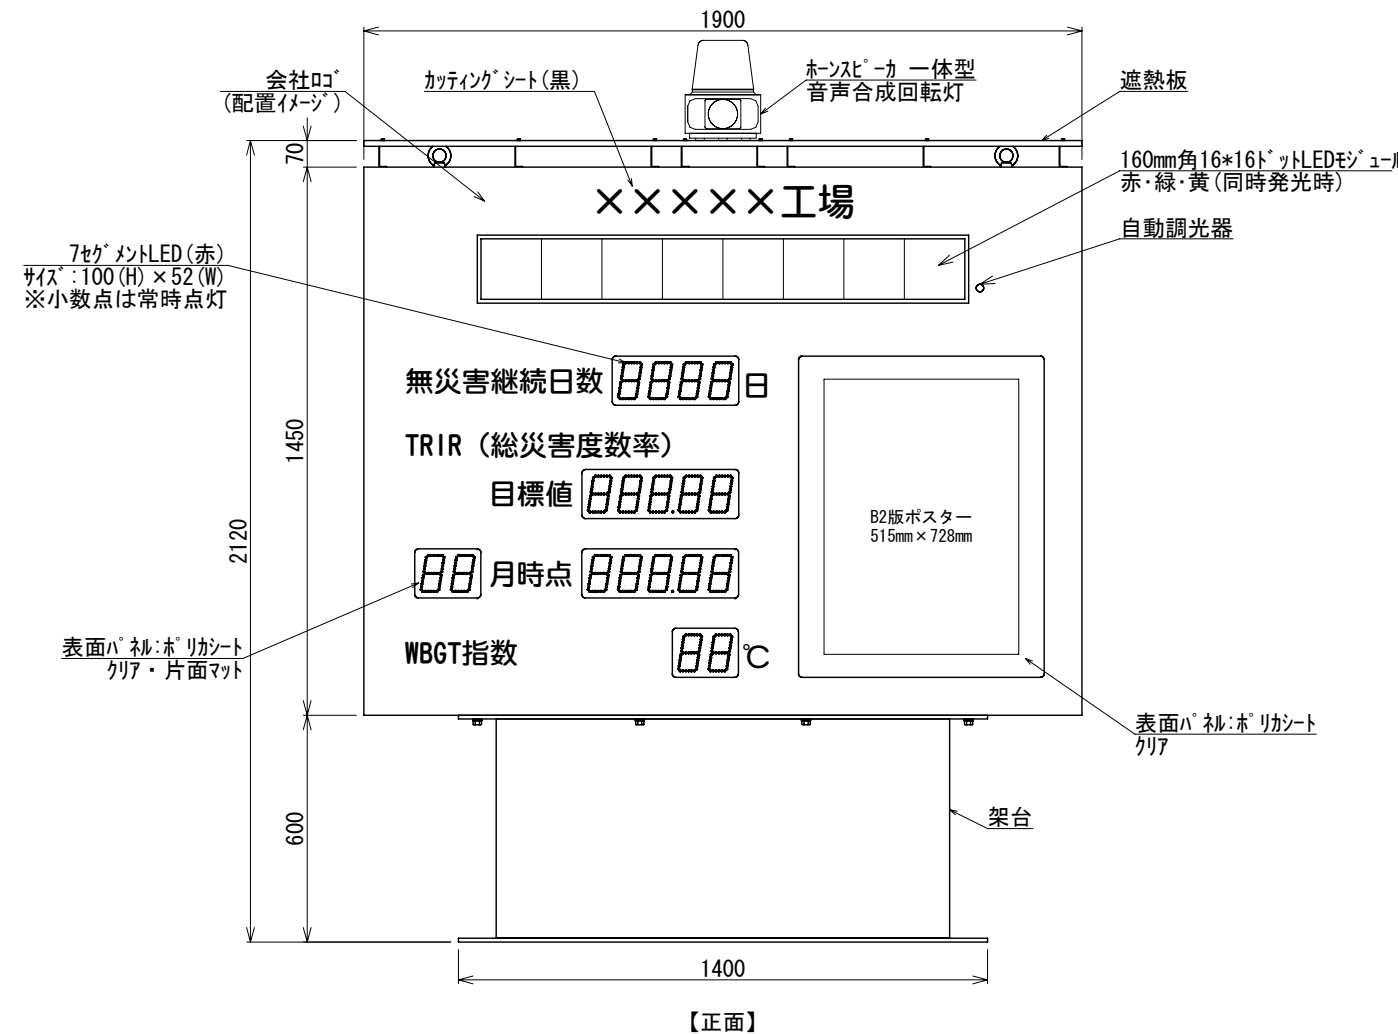 1900
会社ロゴ
(配置イメージ)
カッティングシート(黒)
ホーンスピーカ 一体型
音声合成回転灯
遮熱板
70
160mm角16*16ドットLEDモジュール
赤・緑・黄(同時発光時)
×××××工場
自動調光器
7セグメントLED(赤)
サイズ:100(H)×52(W)
※小数点は常時点灯
無災害継続日数 8888 日
1450
TRIR (総災害度数率)
目標値 888.88
2120
B2版ポスター
515mm×728mm
88 月時点 888.88
表面パネル:ポリカシート
クリア・片面マット
WBGT指数 88 ℃
表面パネル:ポリカシート
クリア
600
架台
1400
【正面】